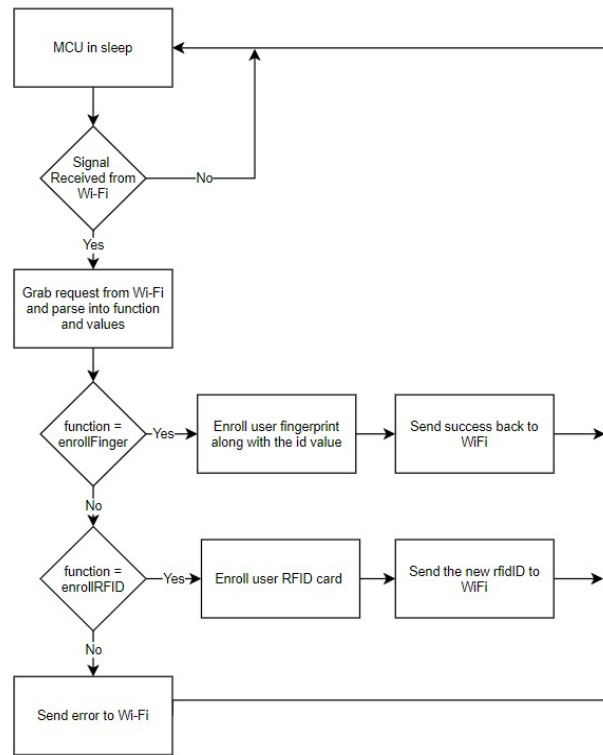 MCU in sleep
Signal
Received from
Wi-Fi
No
Yes
Grab request from Wi-Fi
and parse into function
and values
function =
enrollFinger
Yes
Enroll user fingerprint
along with the id value
Send success back to
WiFi
No
function =
enrollRFID
Yes
Enroll user RFID card
Send the new rfidID to
WiFi
No
Send error to Wi-Fi